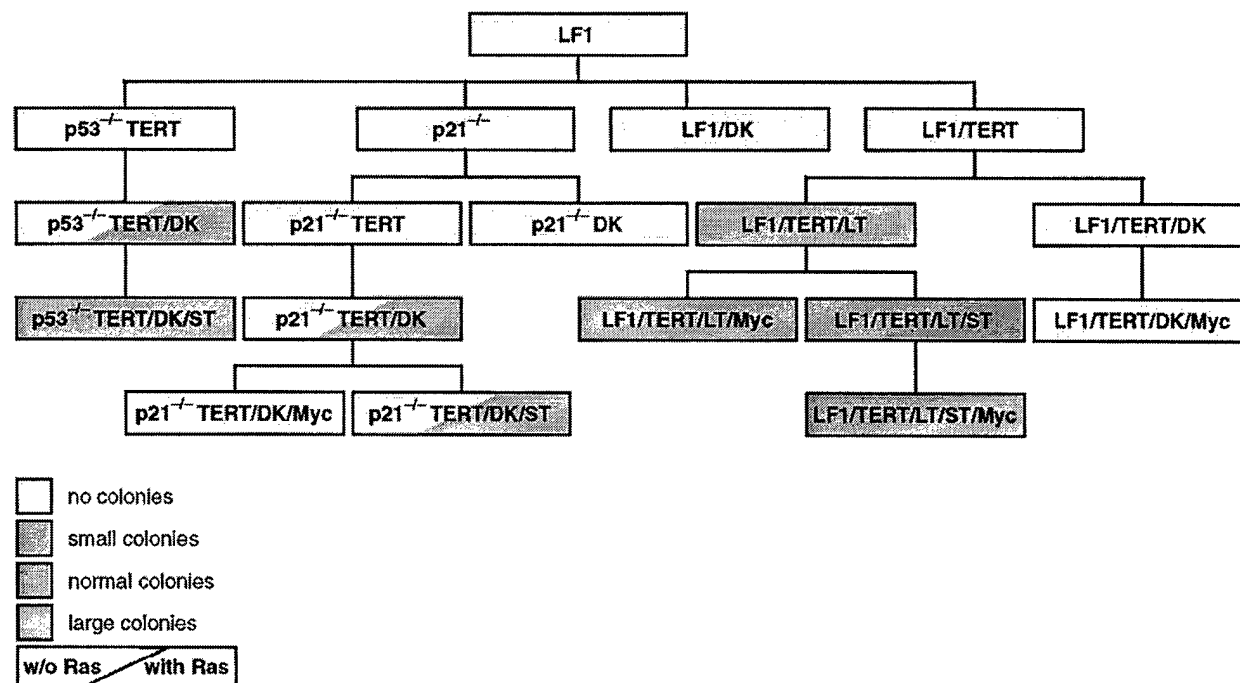 LF1
p53−/− TERT
p21−/−
LF1/DK
LF1/TERT
p53−/− TERT/DK
p21−/− TERT
p21−/− DK
LF1/TERT/LT
LF1/TERT/DK
p53−/− TERT/DK/ST
p21−/− TERT/DK
LF1/TERT/LT/Myc
LF1/TERT/LT/ST
LF1/TERT/DK/Myc
p21−/− TERT/DK/Myc
p21−/− TERT/DK/ST
LF1/TERT/LT/ST/Myc
no colonies
small colonies
normal colonies
large colonies
w/o Ras with Ras